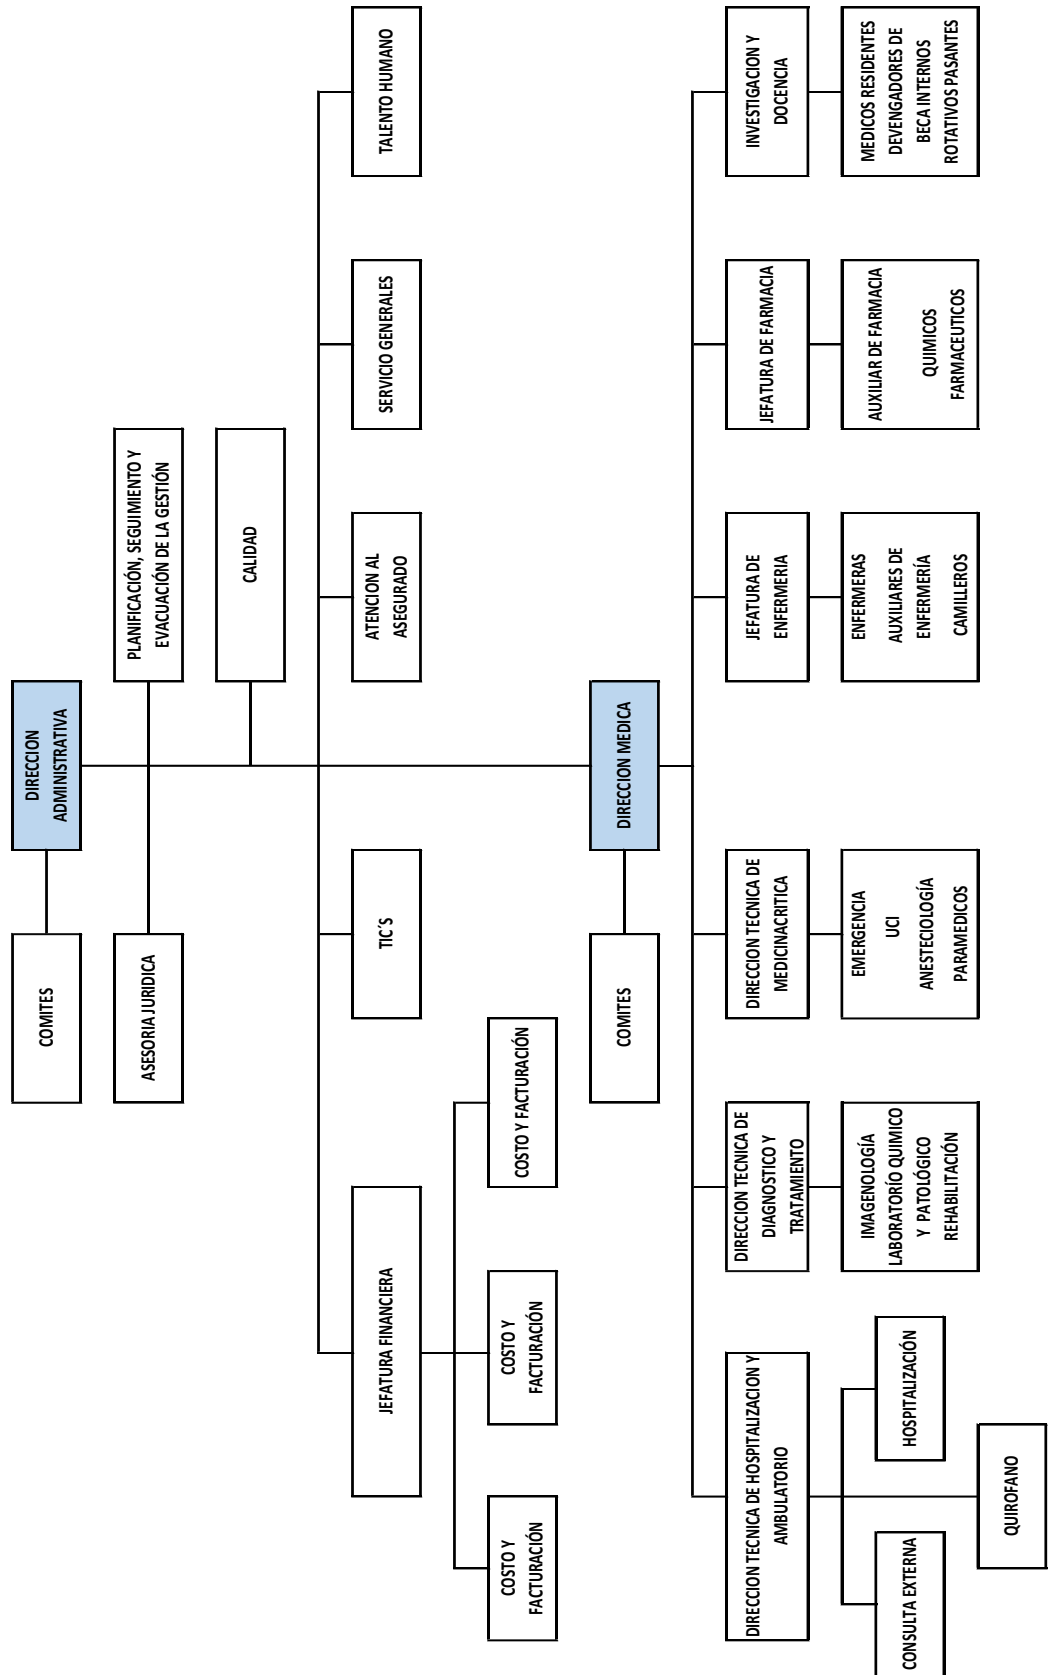 DIRECCION
ADMINISTRATIVA
COMITES
ASESORIA JURIDICA
PLANIFICACIÓN, SEGUIMIENTO Y
EVACUACIÓN DE LA GESTIÓN
CALIDAD
JEFATURA FINANCIERA
TIC´S
ATENCION AL
ASEGURADO
SERVICIO GENERALES
TALENTO HUMANO
COSTO Y
FACTURACIÓN
COSTO Y
FACTURACIÓN
COSTO Y FACTURACIÓN
COMITES
DIRECCION MEDICA
DIRECCION TECNICA DE HOSPITALIZACION Y
AMBULATORIO
DIRECCION TECNICA DE
DIAGNOSTICO Y
TRATAMIENTO
DIRECCION TECNICA DE
MEDICINACRITICA
JEFATURA DE
ENFERMERIA
JEFATURA DE FARMACIA
INVESTIGACION Y
DOCENCIA
CONSULTA EXTERNA
HOSPITALIZACIÓN
QUIROFANO
IMAGENOLOGÍA
LABORATORÍO QUIMICO
Y PATOLÓGICO
REHABILITACIÓN
EMERGENCIA
UCI
ANESTECIOLOGÍA
PARAMEDICOS
ENFERMERAS
AUXILIARES DE
ENFERMERÍA
CAMILLEROS
AUXILIAR DE FARMACIA
QUIMICOS
FARMACEUTICOS
MEDICOS RESIDENTES
DEVENGADORES DE
BECA INTERNOS
ROTATIVOS PASANTES